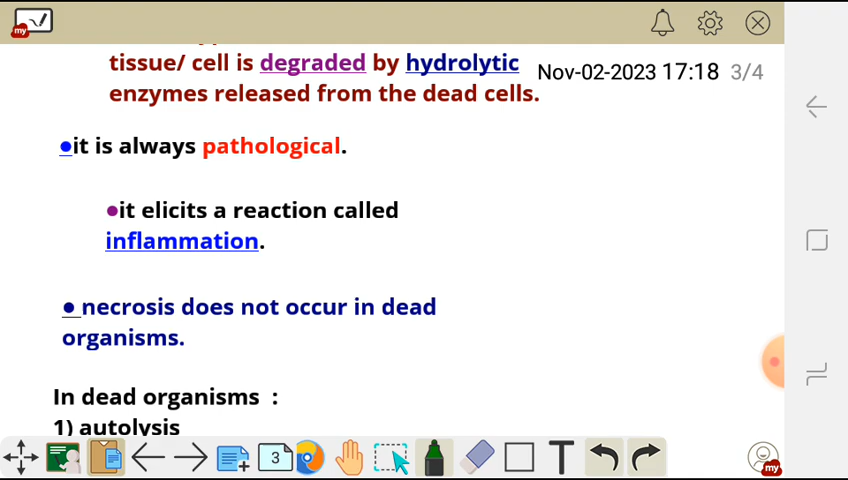 my
tissue/ cell is degraded by hydrolytic
Nov-02-2023 17:18 3/4
enzymes released from the dead cells.
●it is always pathological.
●it elicits a reaction called
inflammation.
● necrosis does not occur in dead
organisms.
In dead organisms :
1) autolysis
3
T
my